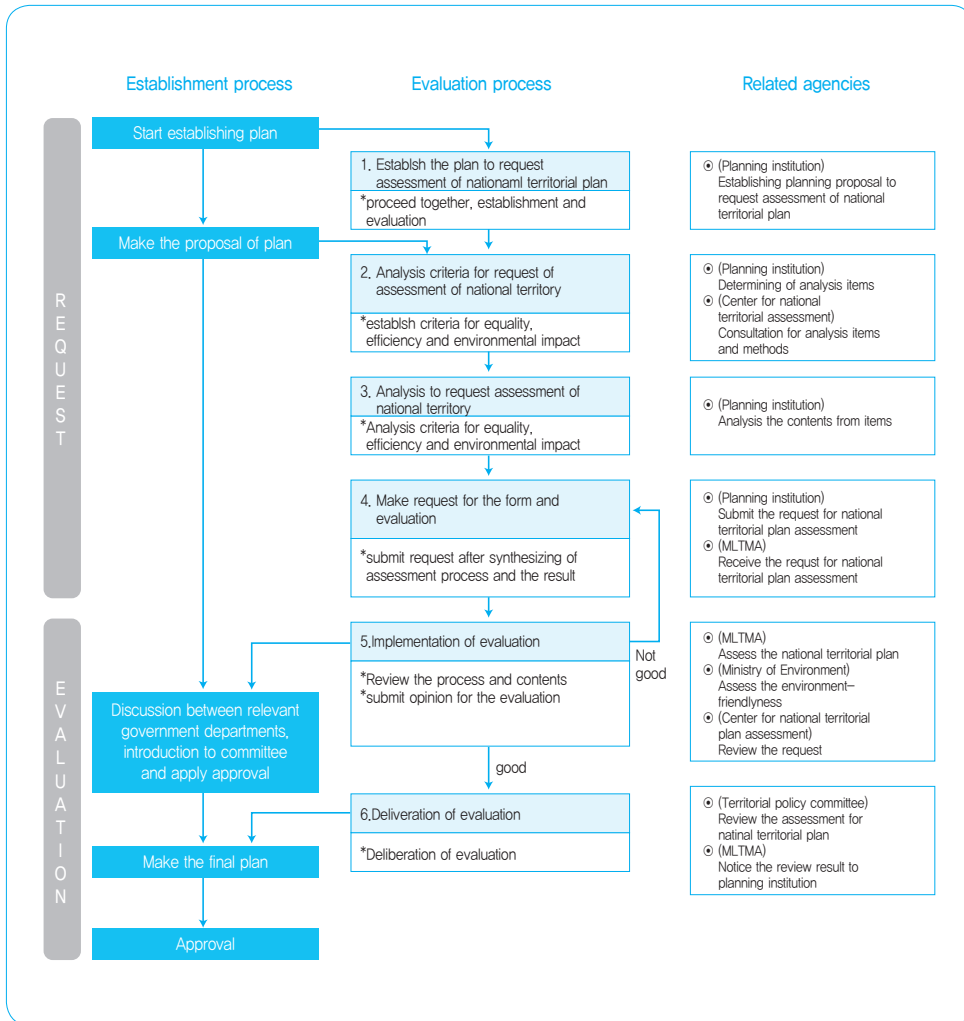 Establishment process
Evaluation process
Related agencies
REQUEST
Start establishing plan
1. Establsh the plan to request
assessment of nationaml territorial plan
*proceed together, establishment and
evaluation
⦿ (Planning institution)
Establishing planning proposal to
request assessment of national
territorial plan
Make the proposal of plan
2. Analysis criteria for request of
assessment of national territory
*establsh criteria for equality,
efficiency and environmental impact
⦿ (Planning institution)
Determining of analysis items
⦿ (Center for national
territorial assessment)
Consultation for analysis items
and methods
3. Analysis to request assessment of
national territory
*Analysis criteria for equality,
efficiency and environmental impact
⦿ (Planning institution)
Analysis the contents from items
4. Make request for the form and
evaluation
*submit request after synthesizing of
assessment process and the result
⦿ (Planning institution)
Submit the request for national
territorial plan assessment
⦿ (MLTMA)
Receive the requst for national
territorial plan assessment
EVALUATION
5.Implementation of evaluation
*Review the process and contents
*submit opinion for the evaluation
Not
good
⦿ (MLTMA)
Assess the national territorial plan
⦿ (Ministry of Environment)
Assess the environment–
friendlyness
⦿ (Center for national territorial
plan assessment)
Review the request
Discussion between relevant
government departments,
introduction to committee
and apply approval
good
6.Deliveration of evaluation
*Deliberation of evaluation
⦿ (Territorial policy committee)
Review the assessment for
natinal territorial plan
⦿ (MLTMA)
Notice the review result to
planning institution
Make the final plan
Approval